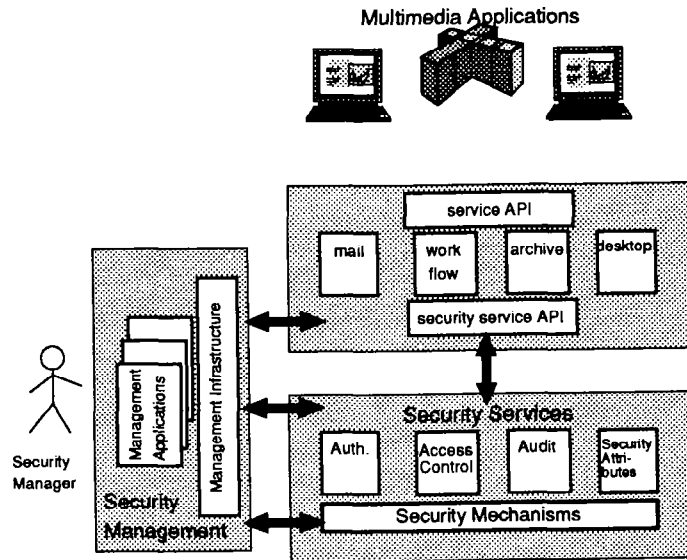 Multimedia Applications
service API
mail
work
flow
archive
desktop
security service API
Management
Applications
Management Infrastructure
Security
Management
Security
Manager
Security Services
Auth.
Access
Control
Audit
Security
Attri-
butes
Security Mechanisms